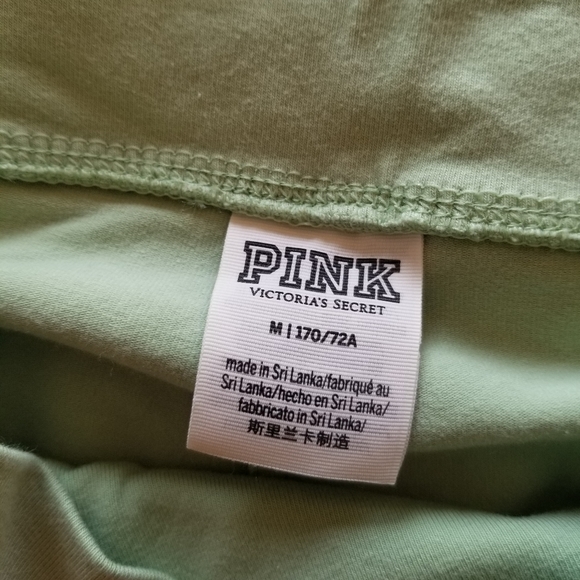 PINK
VICTORIA'S SECRET
M | 170/72A
made in Sri Lanka/fabriqué au
Sri Lanka/hecho en Sri Lanka/
fabbricato in Sri Lanka/
斯里兰卡制造